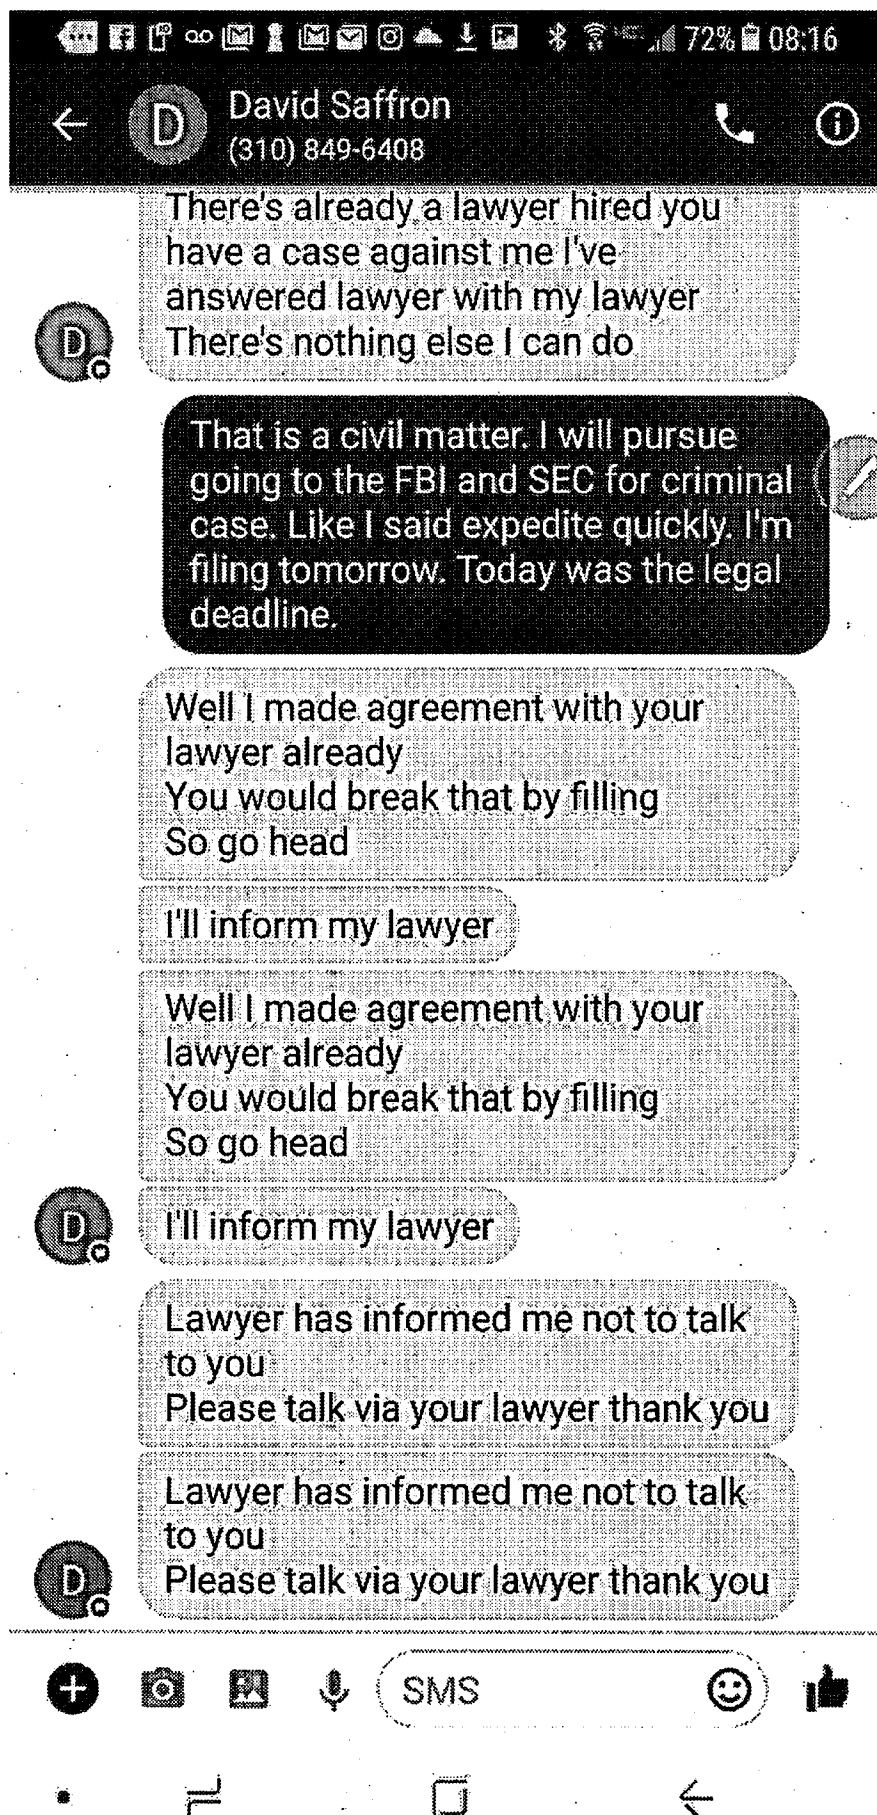 72% 08:16
D
David Saffron
(310) 849-6408
There's already a lawyer hired you
have a case against me I've
answered lawyer with my lawyer
There's nothing else I can do
D
That is a civil matter. I will pursue
going to the FBI and SEC for criminal
case. Like I said expedite quickly. I'm
filing tomorrow. Today was the legal
deadline.
Well I made agreement with your
lawyer already
You would break that by filling
So go head
I'll inform my lawyer
Well I made agreement with your
lawyer already
You would break that by filling
So go head
D
I'll inform my lawyer
Lawyer has informed me not to talk
to you
Please talk via your lawyer thank you
Lawyer has informed me not to talk
to you
D
Please talk via your lawyer thank you
SMS